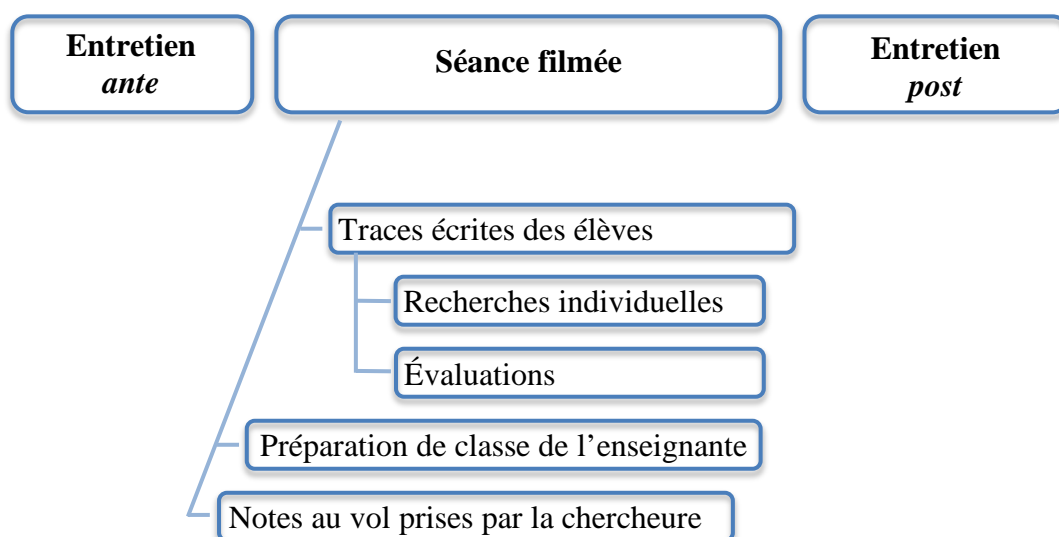 Entretien
ante
Séance filmée
Entretien
post
Traces écrites des élèves
Recherches individuelles
Évaluations
Préparation de classe de l’enseignante
Notes au vol prises par la chercheure